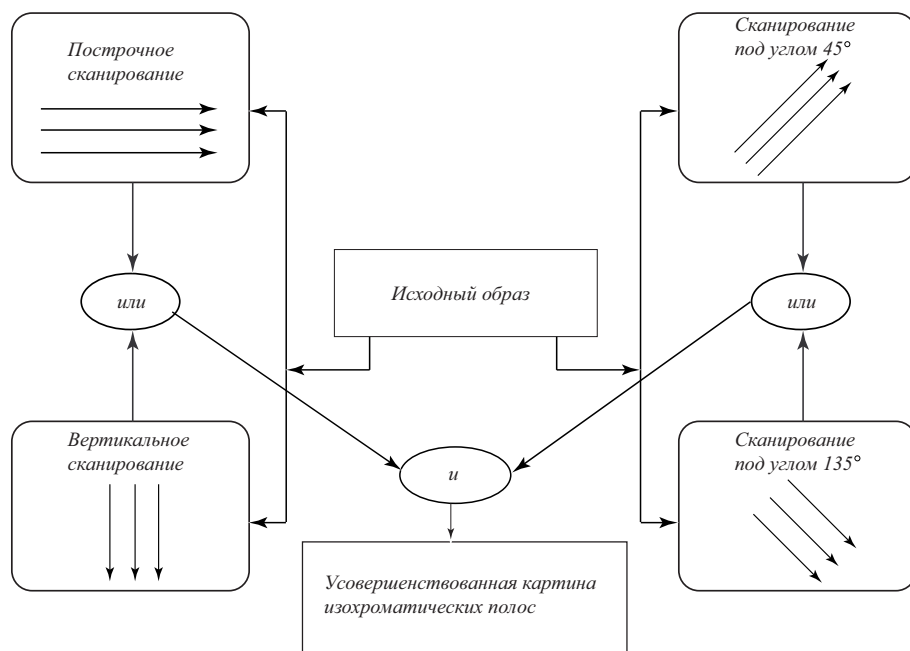 Построчное
сканирование
Сканирование
под углом 45°
или
Исходный образ
или
Вертикальное
сканирование
и
Сканирование
под углом 135°
Усовершенствованная картина
изохроматических полос